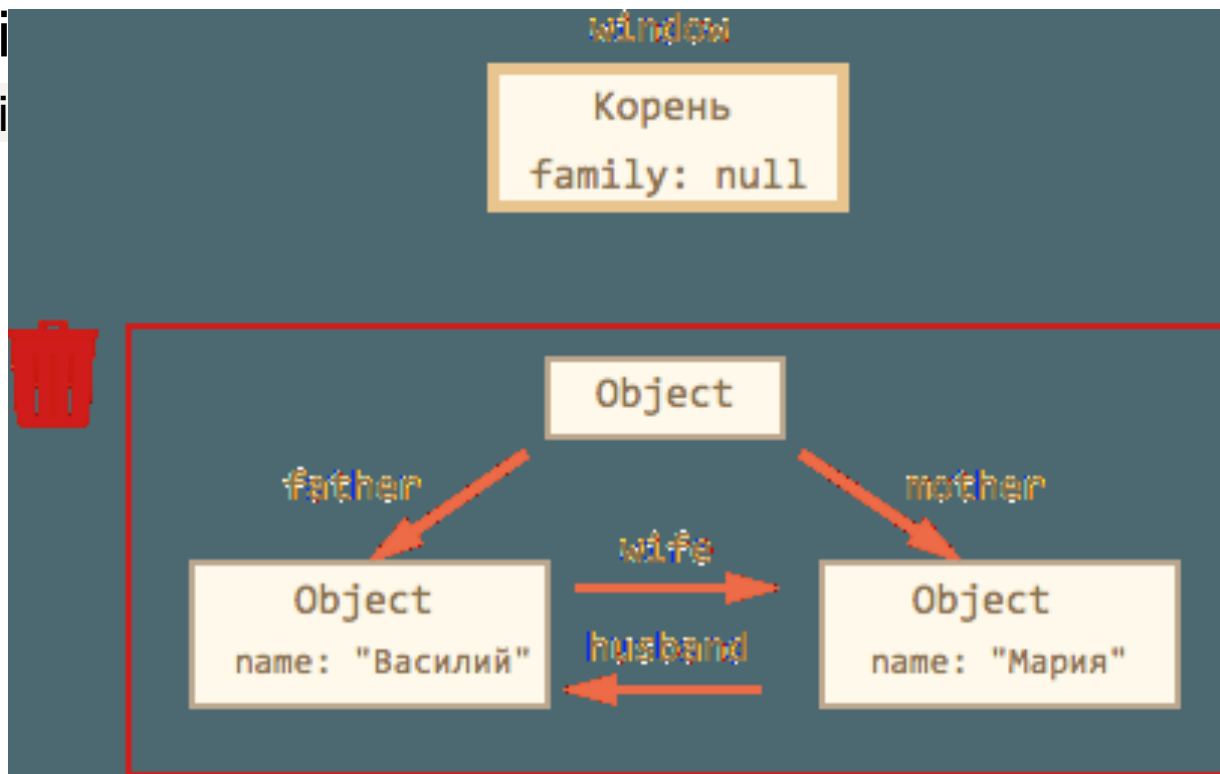 i
i
window
Корень
family: null
Object
father
mother
wife
Object
Object
husband
name: "Василий"
name: "Мария"